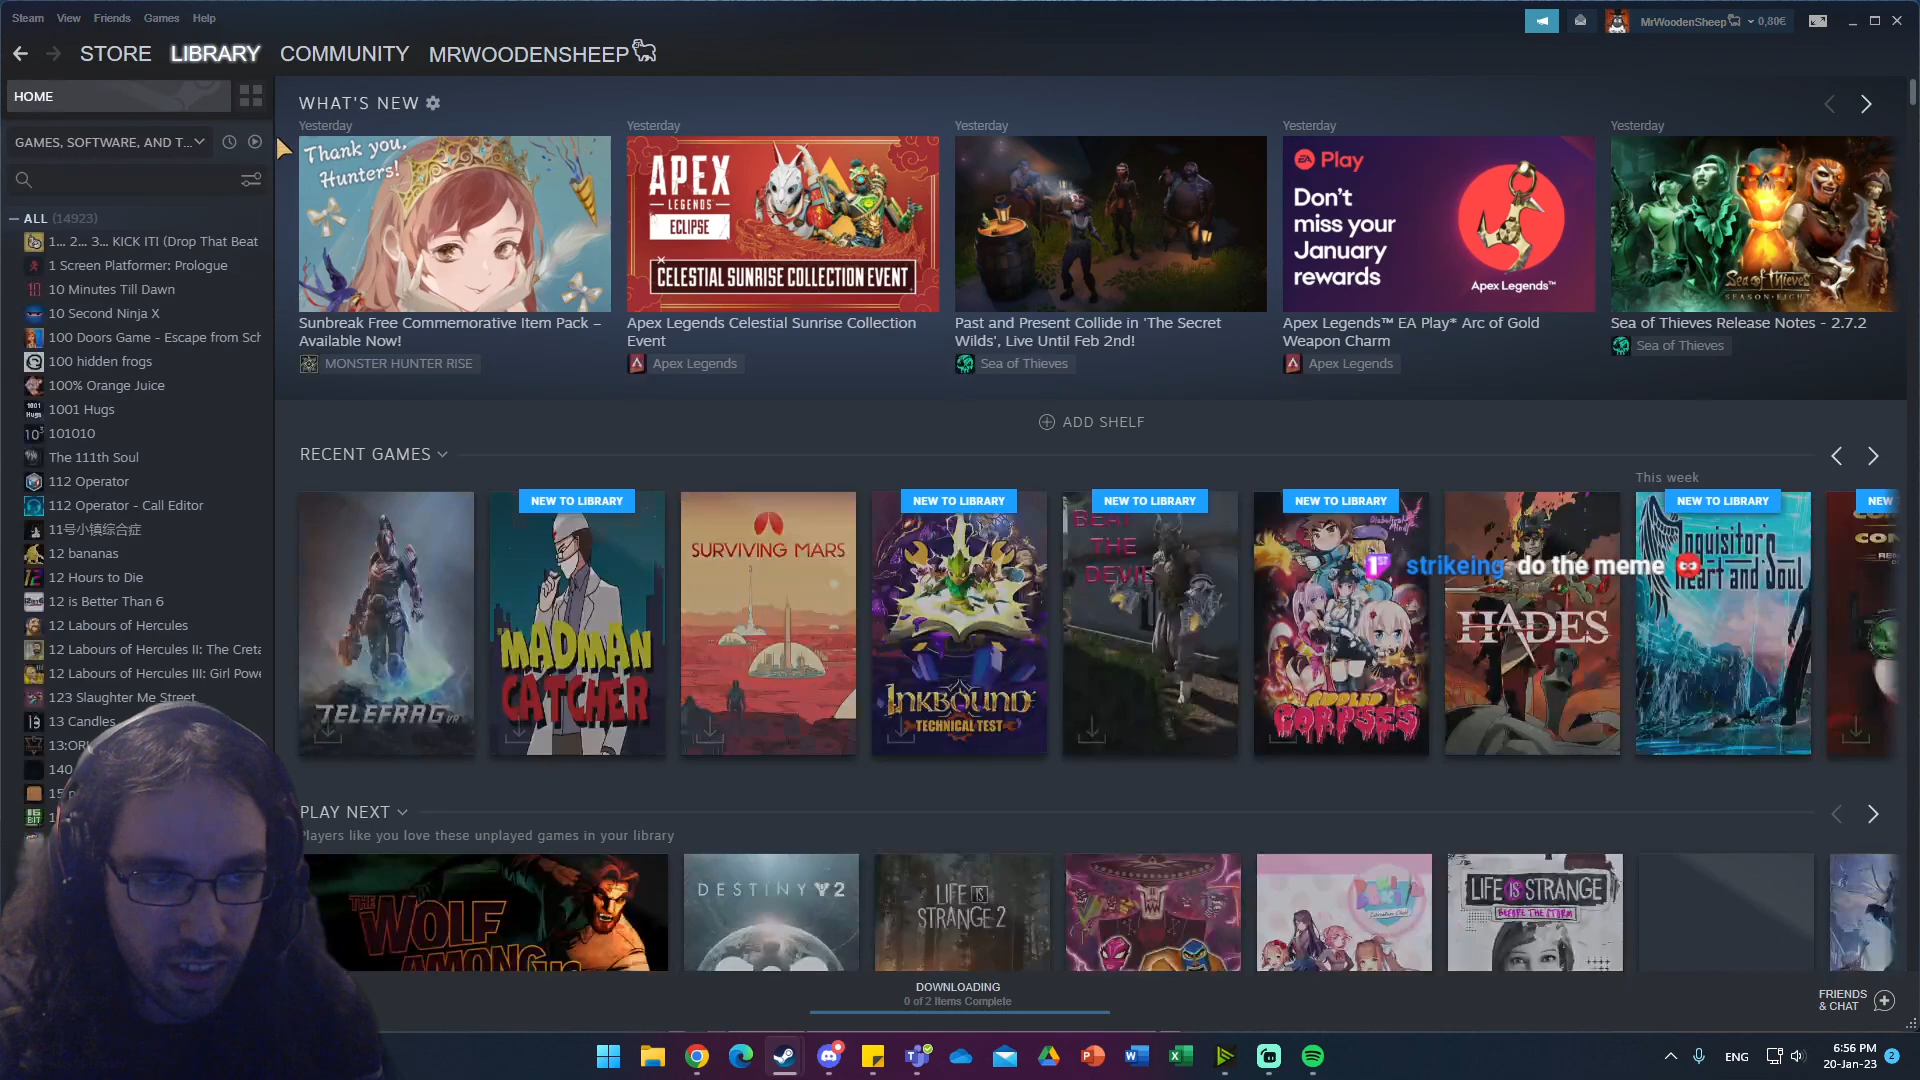 Steam View Friends Games Help
MrWoodenSheep 0,80€
STORE LIBRARY COMMUNITY MRWOODENSHEEP
HOME
GAMES, SOFTWARE, AND T...
ALL (14923)
1... 2... 3... KICK IT! (Drop That Beat
1 Screen Platformer: Prologue
10 Minutes Till Dawn
10 Second Ninja X
100 Doors Game - Escape from Sch
100 hidden frogs
100% Orange Juice
1001 Hugs
101010
The 111th Soul
112 Operator
112 Operator - Call Editor
11号小镇综合症
12 bananas
12 Hours to Die
12 is Better Than 6
12 Labours of Hercules
12 Labours of Hercules II: The Creta
12 Labours of Hercules III: Girl Powe
123 Slaughter Me Street
13 Candles
140
WHAT'S NEW
Yesterday
Thank you,
Hunters!
Sunbreak Free Commemorative Item Pack –
Available Now!
MONSTER HUNTER RISE
Yesterday
APEX
LEGENDS
ECLIPSE
CELESTIAL SUNRISE COLLECTION EVENT
Apex Legends Celestial Sunrise Collection
Event
Apex Legends
Yesterday
Past and Present Collide in 'The Secret
Wilds', Live Until Feb 2nd!
Sea of Thieves
Yesterday
EA Play
Don't
miss your
January
rewards
Apex Legends™
Apex Legends™ EA Play* Arc of Gold
Weapon Charm
Apex Legends
Yesterday
Sea of Thieves
SEASON EIGHT
Sea of Thieves Release Notes - 2.7.2
Sea of Thieves
ADD SHELF
RECENT GAMES
This week
TELEFRAG VR
NEW TO LIBRARY
MADMAN
CATCHER
SURVIVING MARS
NEW TO LIBRARY
INKBOUND
TECHNICAL TEST
NEW TO LIBRARY
BEAT
THE
DEVIL
NEW TO LIBRARY
RIDDLED
CORPSES
strikeing do the meme
HADES
NEW TO LIBRARY
Inquisitor's
Heart and Soul
NEW
PLAY NEXT
Players like you love these unplayed games in your library
THE
WOLF
AMONG
US
DESTINY 2
LIFE IS
STRANGE 2
LIFE IS STRANGE
BEFORE THE STORM
DOWNLOADING
0 of 2 Items Complete
FRIENDS
& CHAT
ENG
6:56 PM
20-Jan-23
2